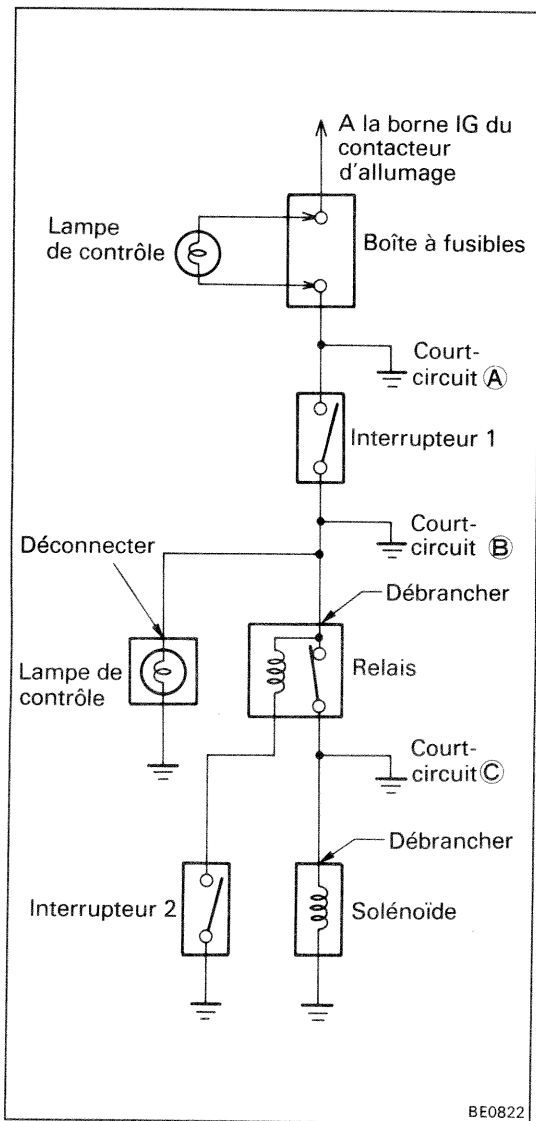 A la borne IG du
contacteur
d'allumage
Lampe
de contrôle
Boîte à fusibles
Court-
circuit Ⓐ
Interrupteur 1
Court-
circuit Ⓑ
Déconnecter
Débrancher
Lampe de
contrôle
Relais
Court-
circuit Ⓒ
Débrancher
Interrupteur 2
Solénoïde
BE0822